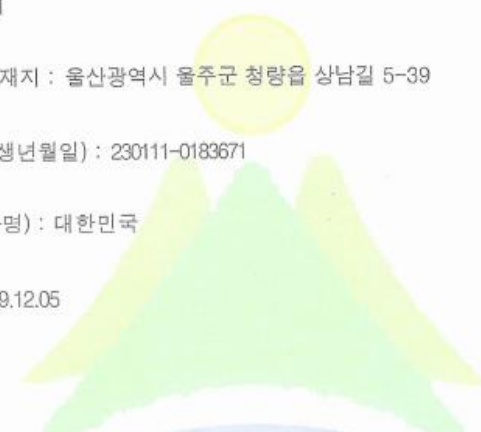 재지 : 울산광역시 울주군 청량읍 상남길 5-39
생년월일) : 230111-0183671
명) : 대한민국
9.12.05